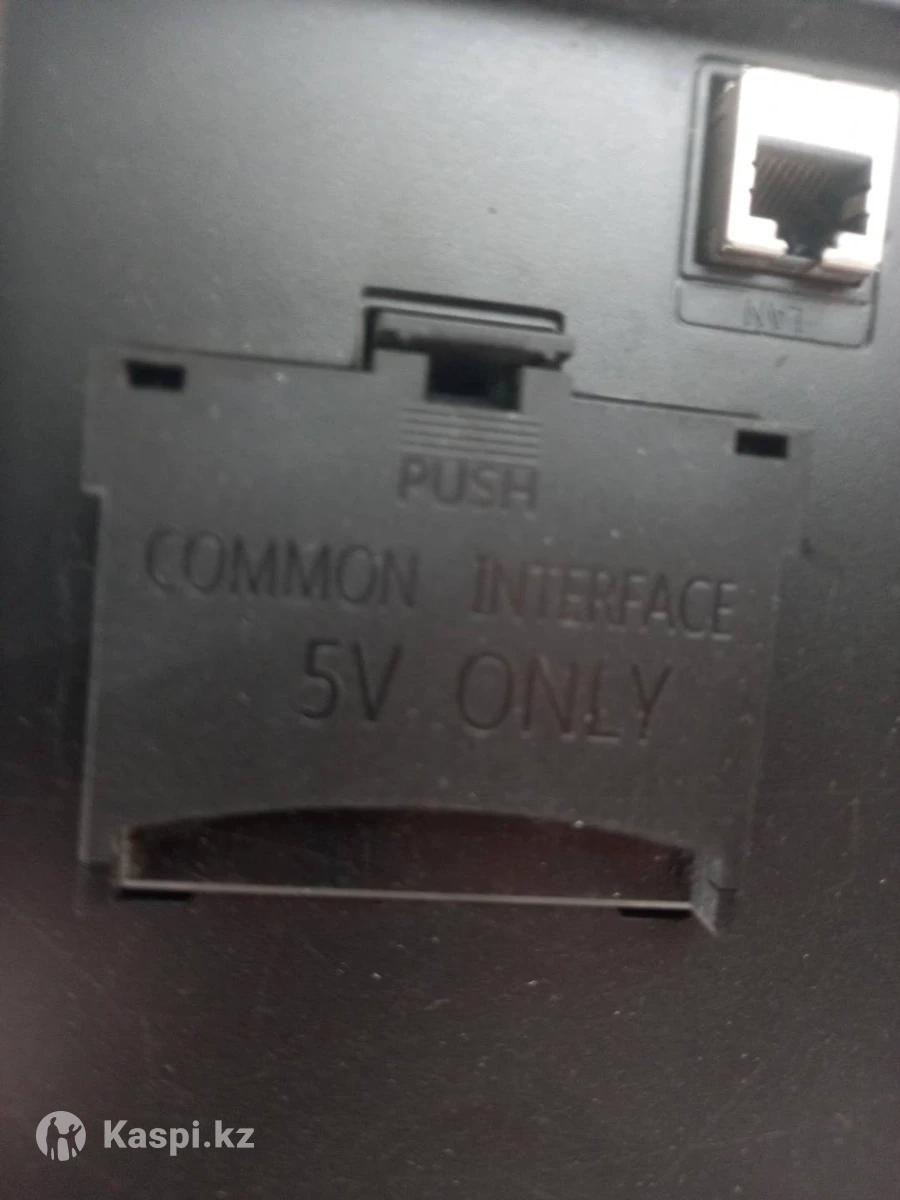 LAN
PUSH
COMMON INTERFACE
5V ONLY
Kaspi.kz